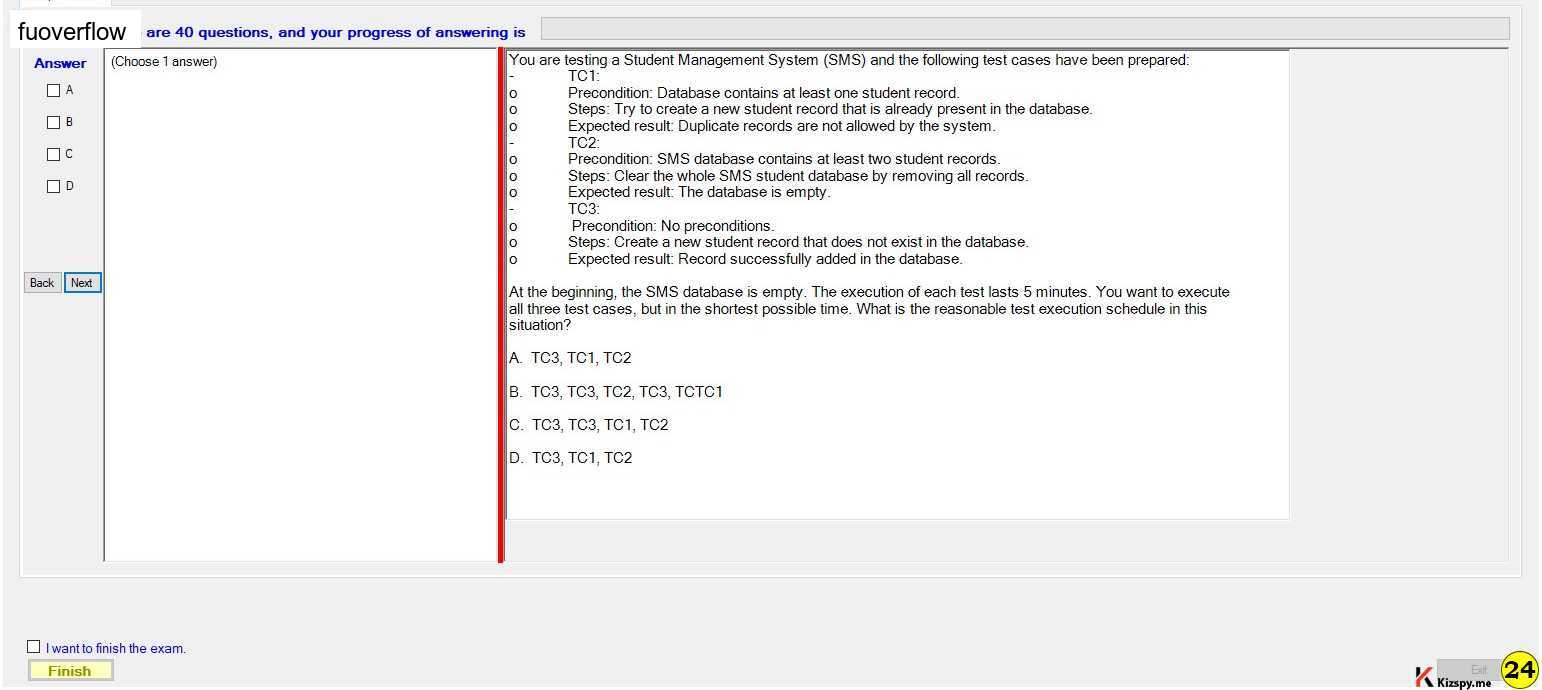 fuoverflow are 40 questions, and your progress of answering is
Answer
(Choose 1 answer)
A
B
C
D
Back Next
You are testing a Student Management System (SMS) and the following test cases have been prepared:
- TC1:
o Precondition: Database contains at least one student record.
o Steps: Try to create a new student record that is already present in the database.
o Expected result: Duplicate records are not allowed by the system.
- TC2:
o Precondition: SMS database contains at least two student records.
o Steps: Clear the whole SMS student database by removing all records.
o Expected result: The database is empty.
- TC3:
o Precondition: No preconditions.
o Steps: Create a new student record that does not exist in the database.
o Expected result: Record successfully added in the database.
At the beginning, the SMS database is empty. The execution of each test lasts 5 minutes. You want to execute
all three test cases, but in the shortest possible time. What is the reasonable test execution schedule in this
situation?
A. TC3, TC1, TC2
B. TC3, TC3, TC2, TC3, TCTC1
C. TC3, TC3, TC1, TC2
D. TC3, TC1, TC2
I want to finish the exam.
Finish
Kizspy.me
Exit
24